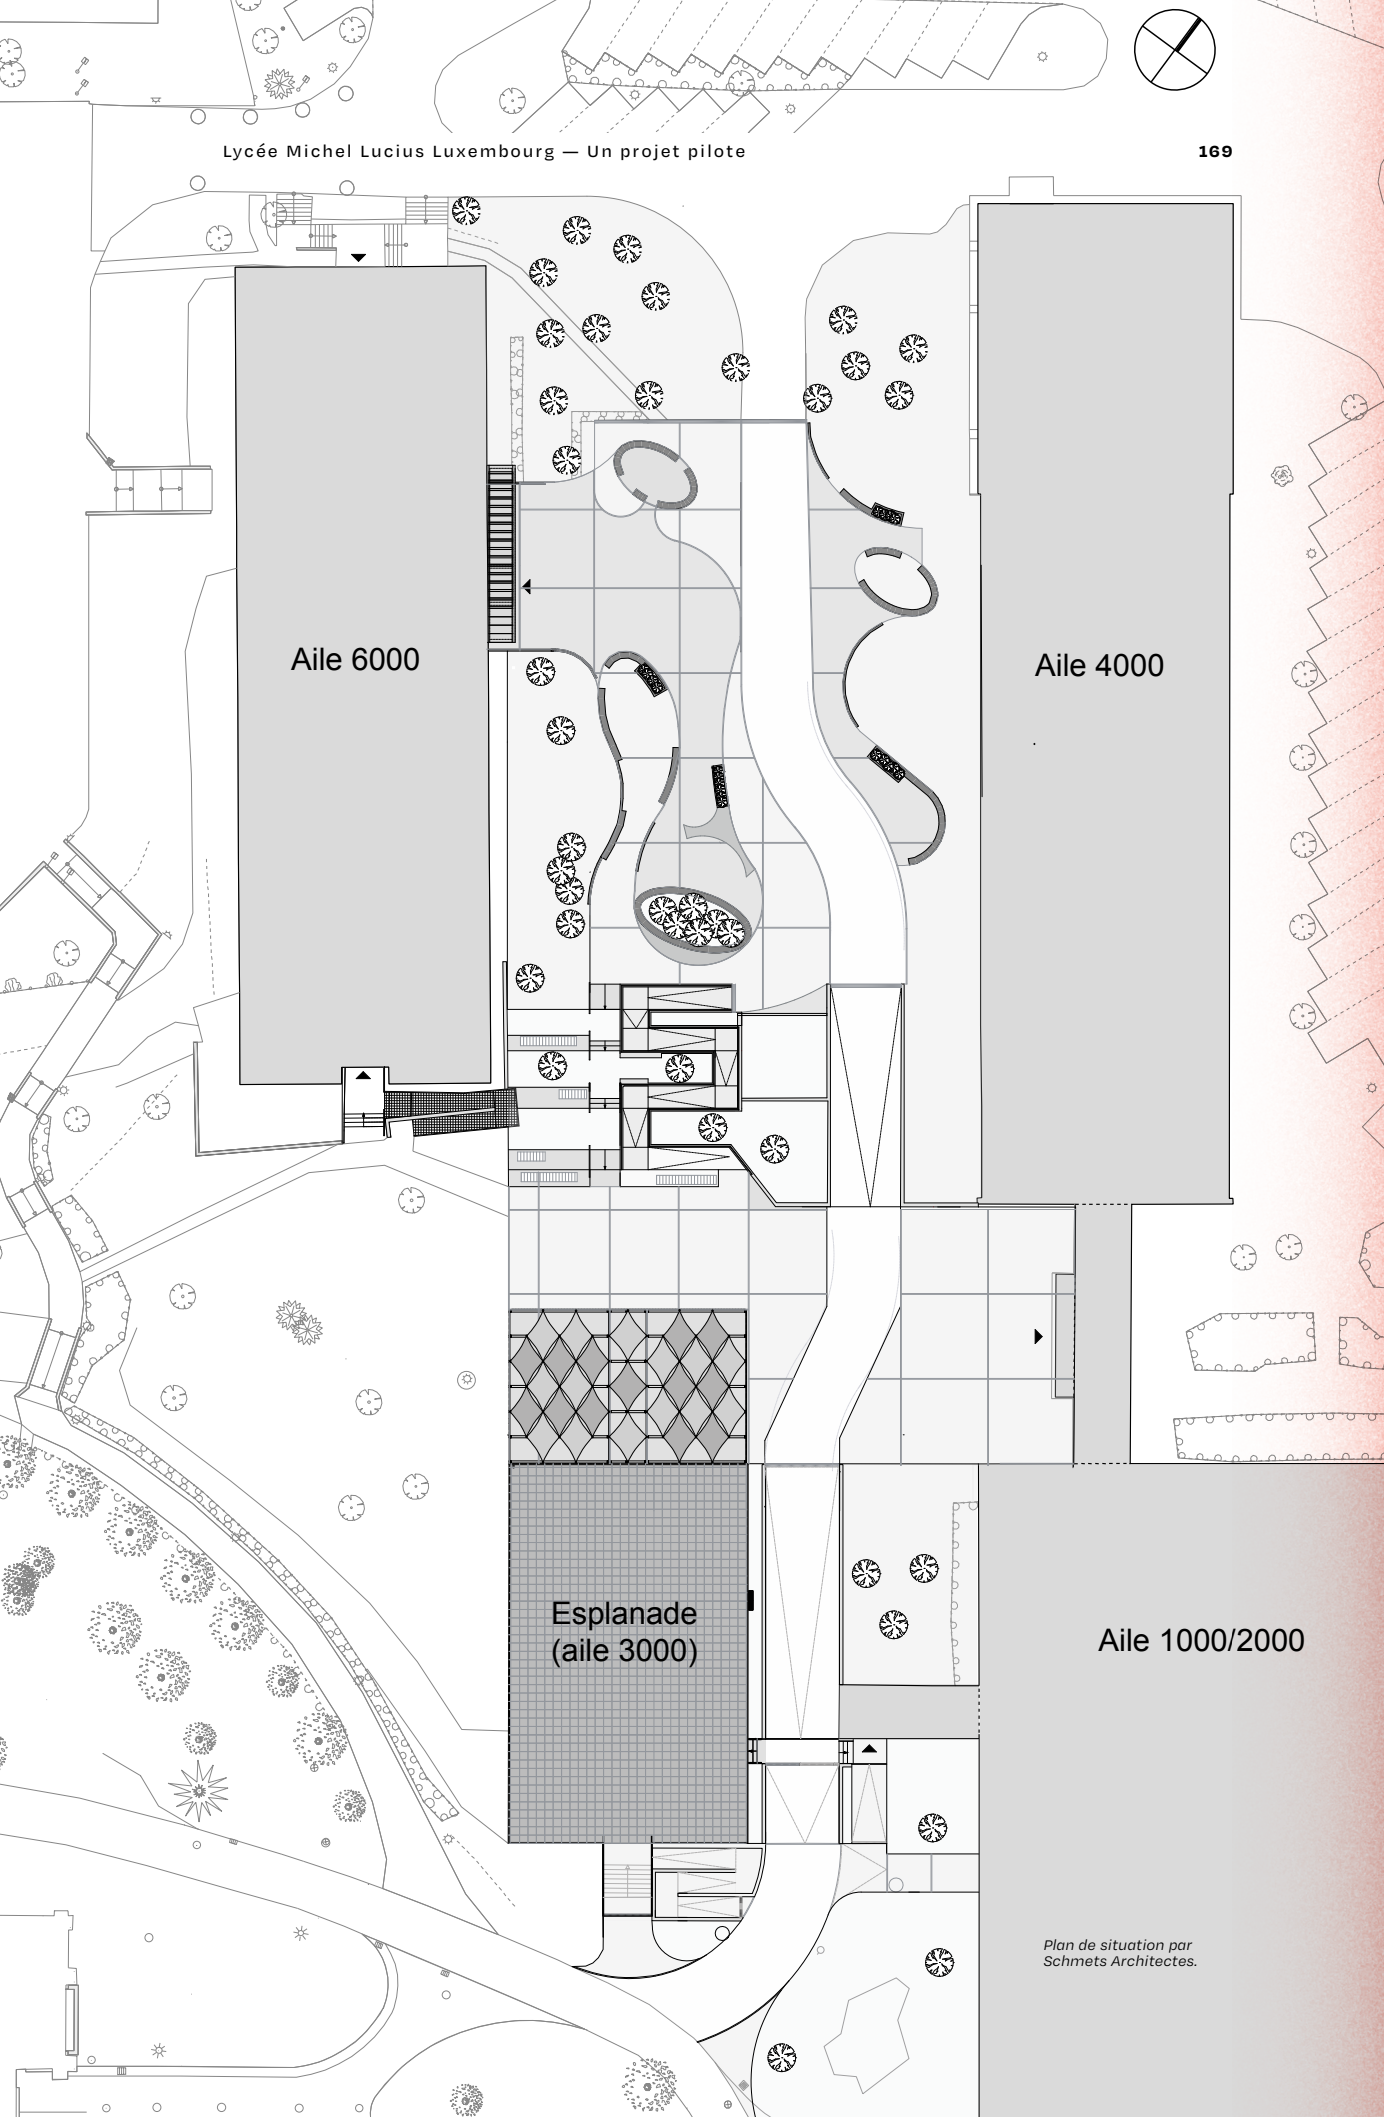 Lycée Michel Lucius Luxembourg — Un projet pilote
169
Aile 6000
Aile 4000
Esplanade
(aile 3000)
Aile 1000/2000
Plan de situation par
Schmets Architectes.